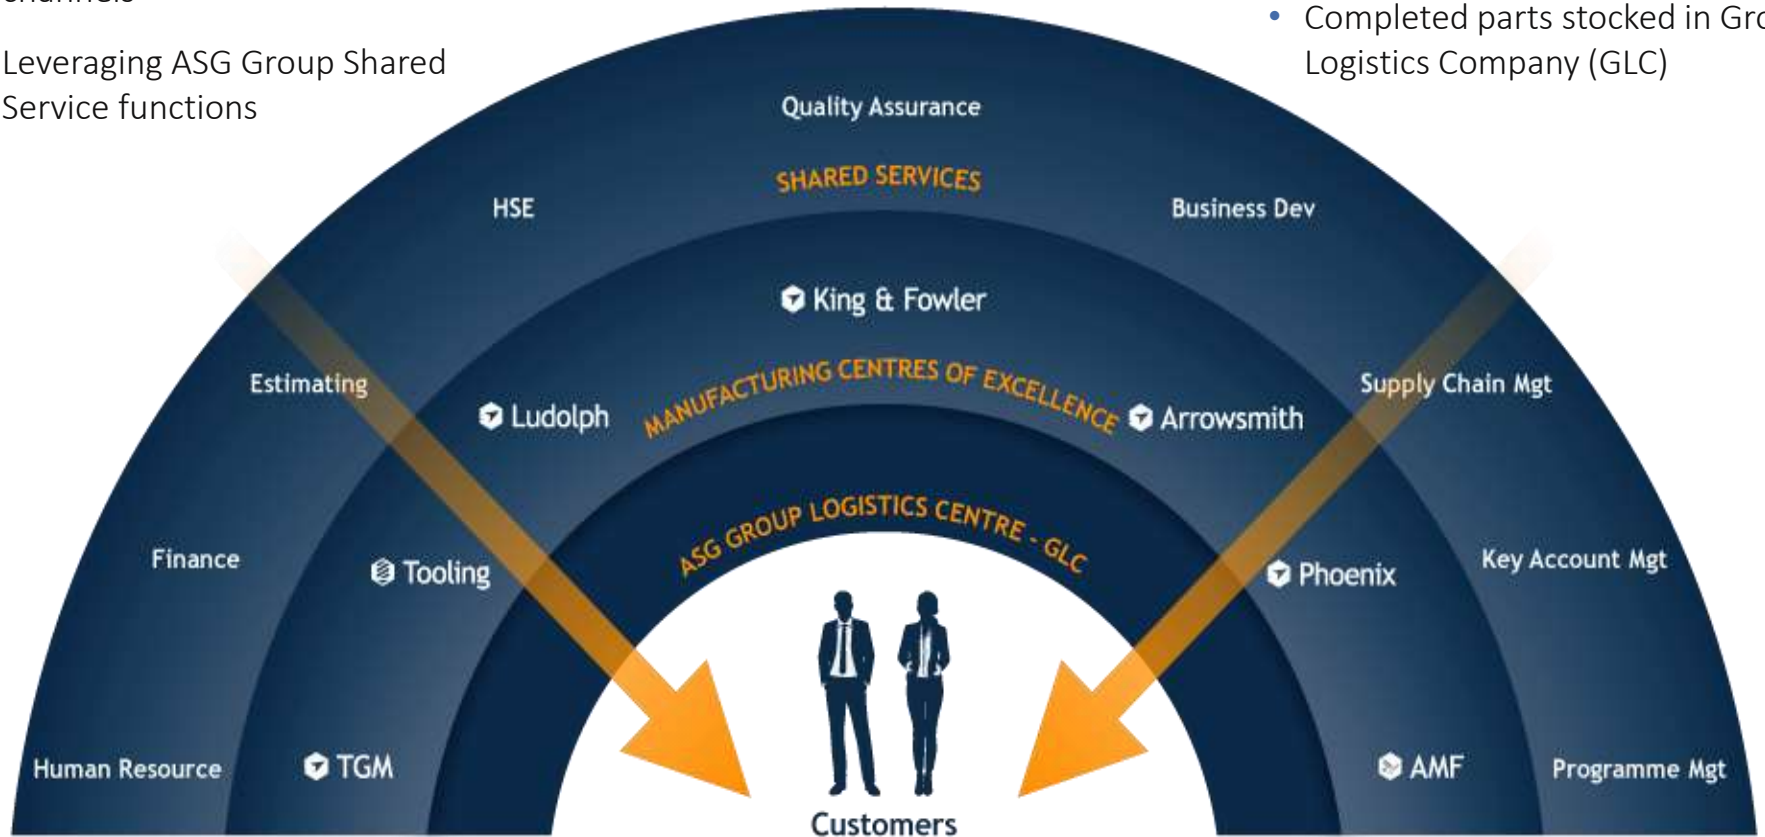 channels
Leveraging ASG Group Shared
Service functions
• Completed parts stocked in
Logistics Company (GLC)
Quality Assurance
SHARED SERVICES
HSE
Business Dev
King & Fowler
Estimating
MANUFACTURING CENTRES OF EXCELLENCE
Supply Chain Mgt
Ludolph
Arrowsmith
ASG GROUP LOGISTICS CENTRE - GLC
Finance
Tooling
Phoenix
Key Account Mgt
Human Resource
TGM
AMF
Programme Mgt
Customers